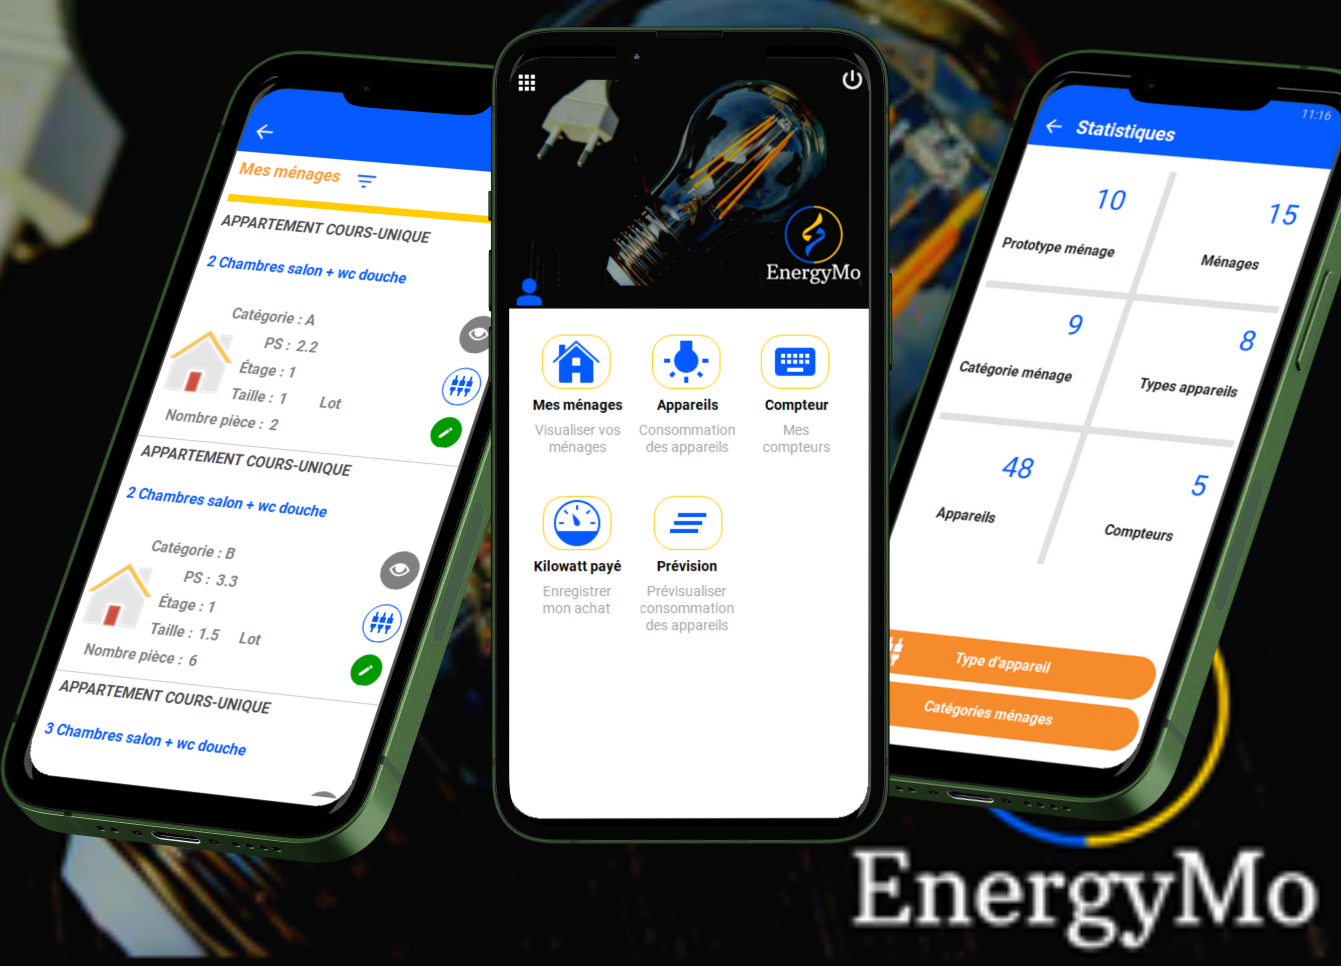 Mes ménages
APPARTEMENT COURS-UNIQUE
2 Chambres salon + wc douche
Catégorie : A
PS : 2.2
Étage : 1
Taille : 1 Lot
Nombre pièce : 2
APPARTEMENT COURS-UNIQUE
2 Chambres salon + wc douche
Catégorie : B
PS : 3.3
Étage : 1
Taille : 1.5 Lot
Nombre pièce : 6
APPARTEMENT COURS-UNIQUE
3 Chambres salon + wc douche
EnergyMo
Mes ménages
Visualiser vos
ménages
Appareils
Consommation
des appareils
Compteur
Mes
compteurs
Kilowatt payé
Enregistrer
mon achat
Prévision
Prévisualiser
consommation
des appareils
11:16
Statistiques
10
Prototype ménage
15
Ménages
9
Catégorie ménage
8
Types appareils
48
Appareils
5
Compteurs
Type d'appareil
Catégories ménages
EnergyMo